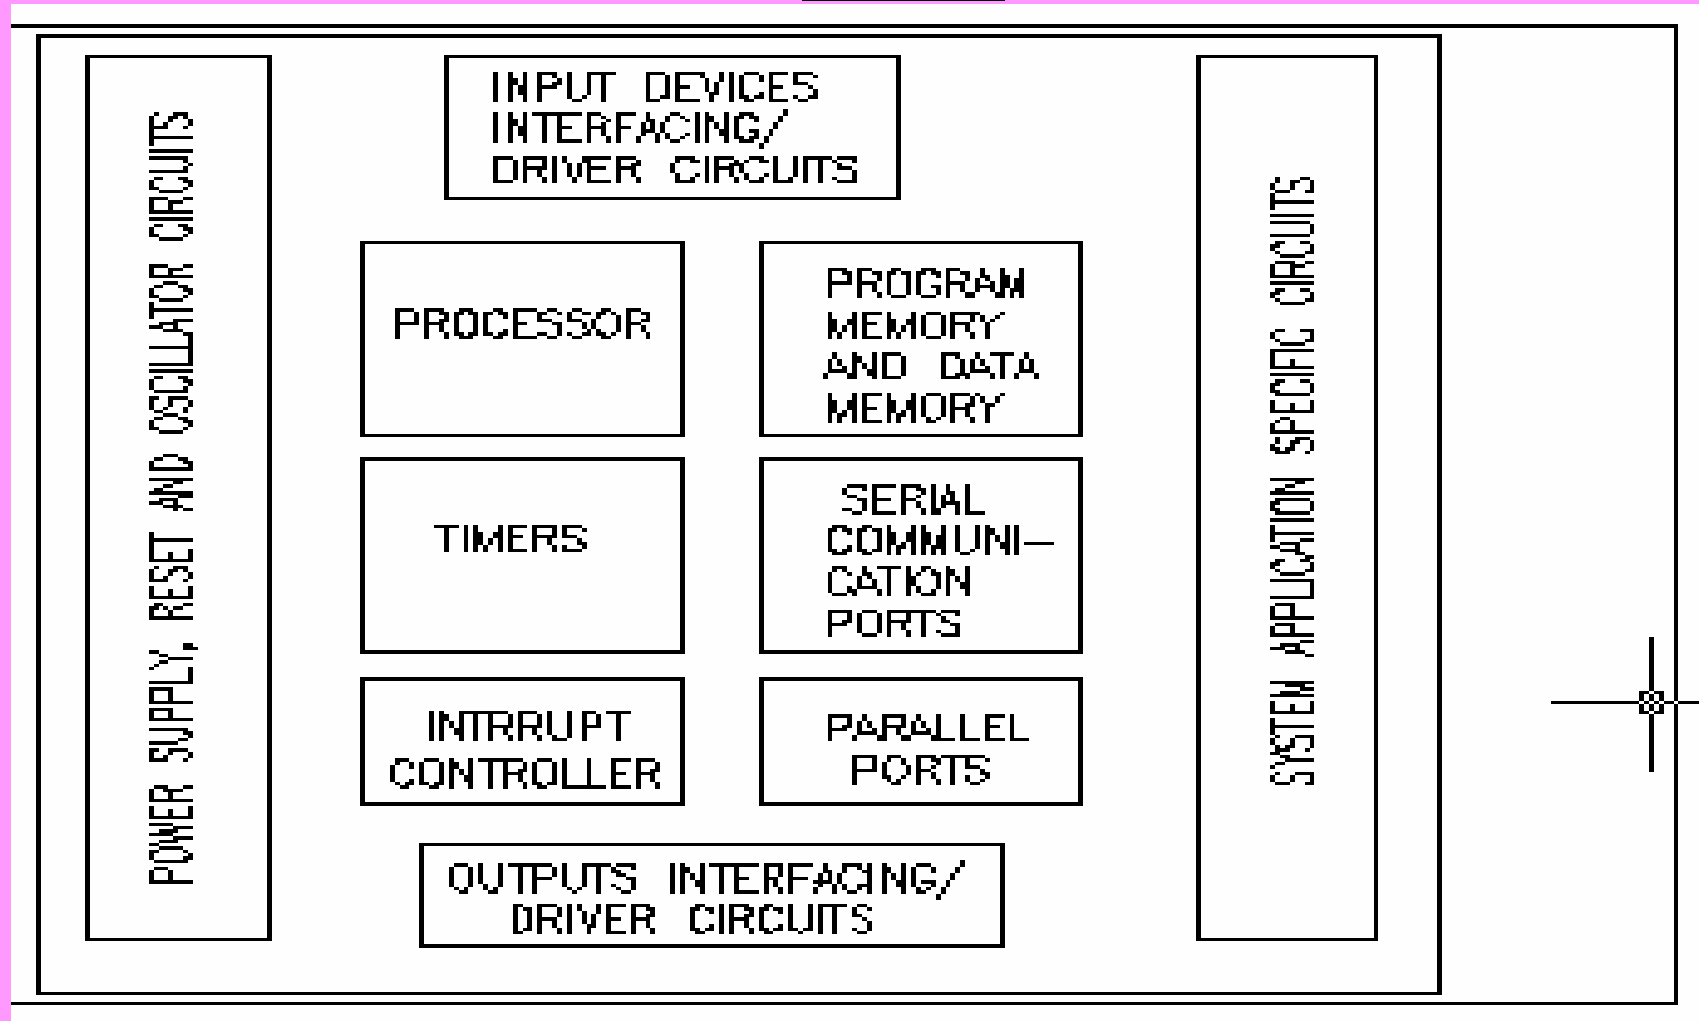 POWER SUPPLY, RESET AND OSCILLATOR CIRCUITS
INPUT DEVICES
INTERFACING/
DRIVER CIRCUITS
PROCESSOR
PROGRAM
MEMORY
AND DATA
MEMORY
TIMERS
SERIAL
COMMUNI-
CATION
PORTS
INTRRUPT
CONTROLLER
PARALLEL
PORTS
OUTPUTS INTERFACING/
DRIVER CIRCUITS
SYSTEM APPLICATION SPECIFIC CIRCUITS